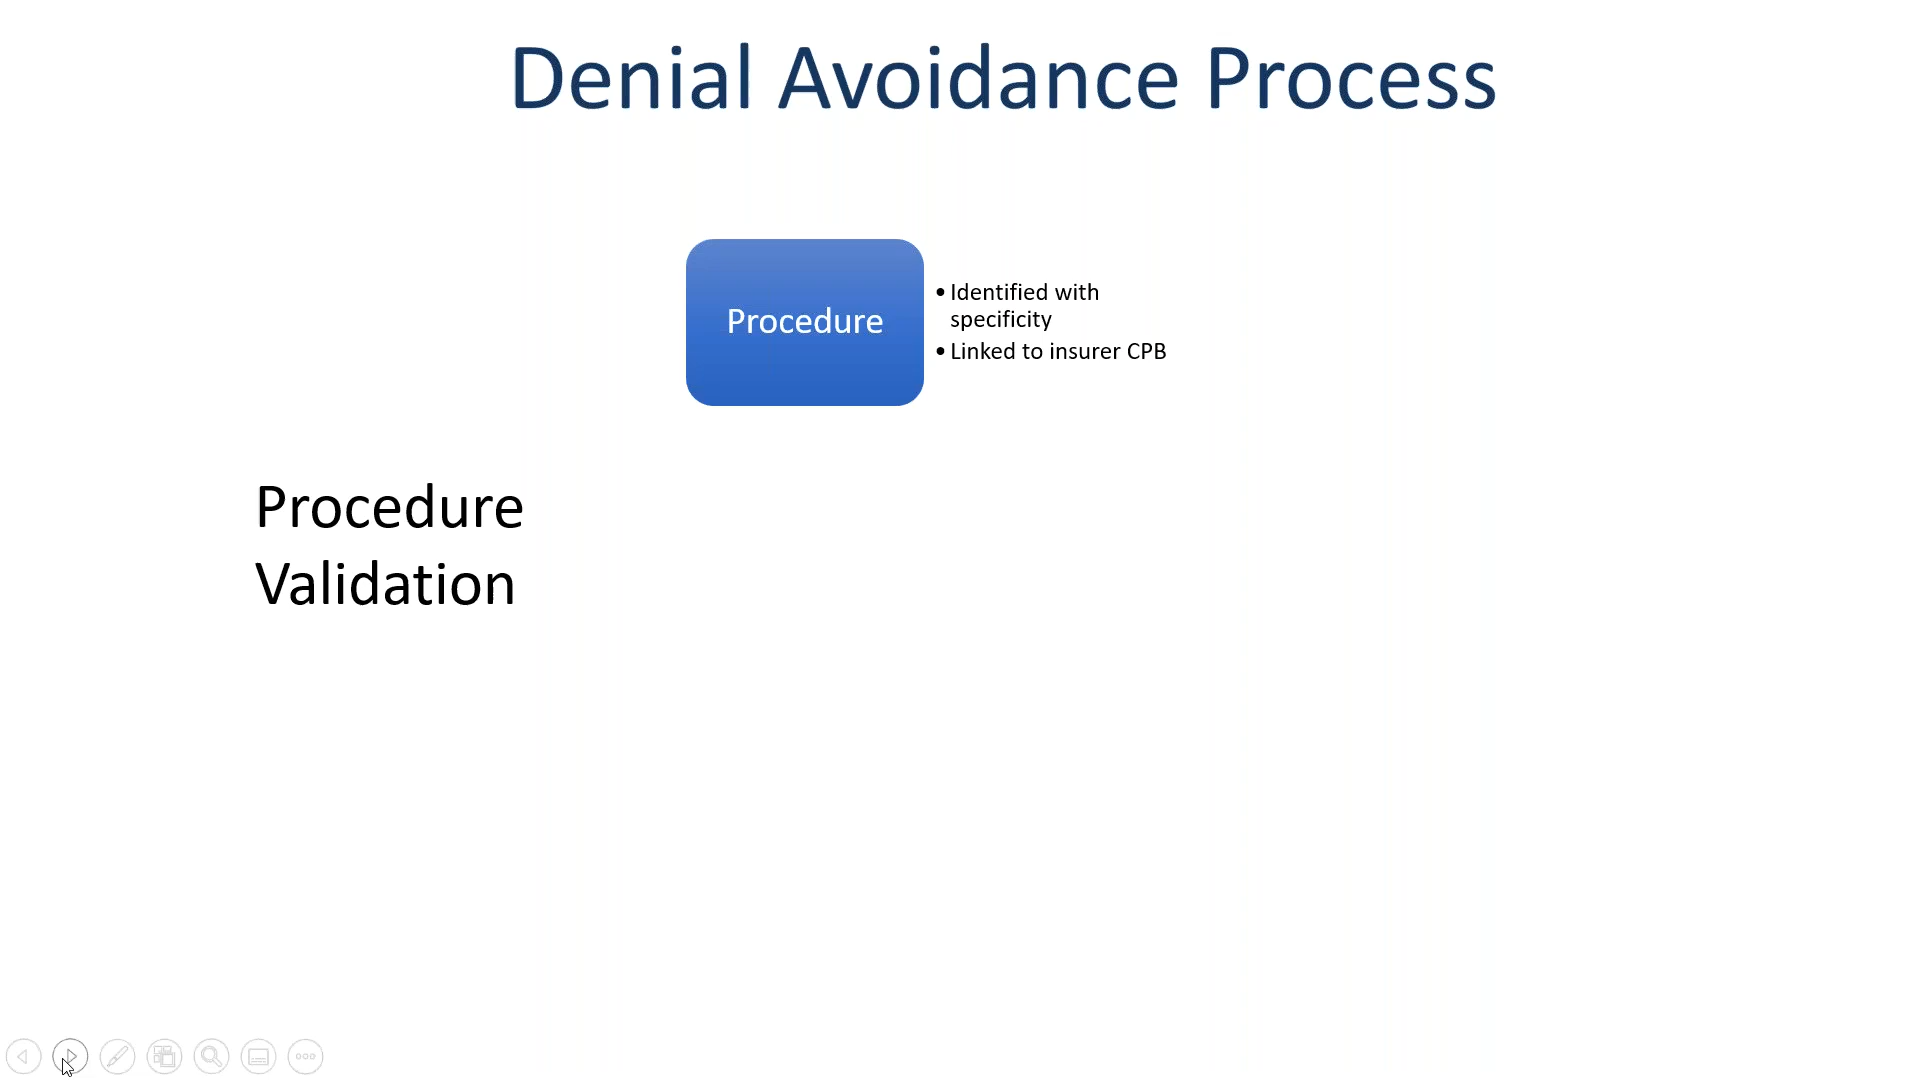 Denial Avoidance Process
Procedure
• Identified with
specificity
• Linked to insurer CPB
Procedure
Validation